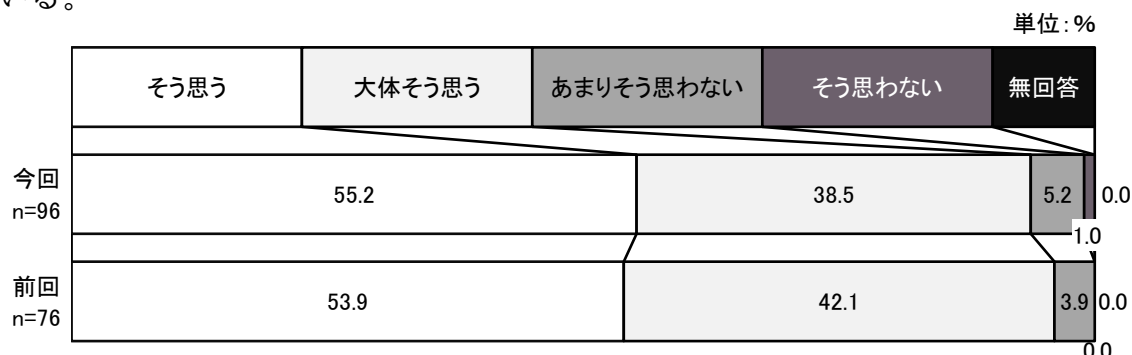 いる。
単位：％
そう思う 大体そう思う あまりそう思わない そう思わない 無回答
今回
n=96
55.2 38.5 5.2 0.0
1.0
前回
n=76
53.9 42.1 3.9 0.0
0.0